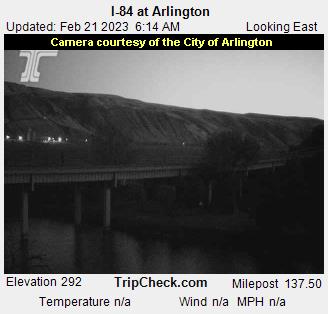 I-84 at Arlington
Updated: Feb 21 2023 6:14 AM Looking East
Camera courtesy of the City of Arlington
Elevation 292 TripCheck.com Milepost 137.50
Temperature n/a Wind n/a MPH n/a